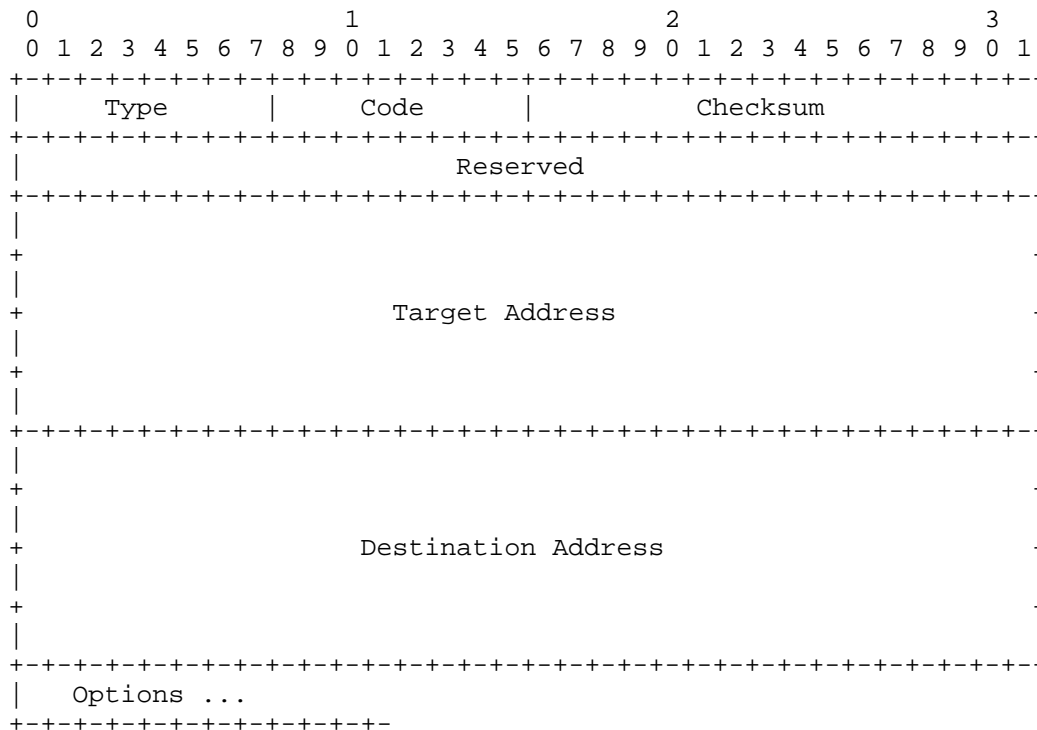 0                   1                   2                   3
 0 1 2 3 4 5 6 7 8 9 0 1 2 3 4 5 6 7 8 9 0 1 2 3 4 5 6 7 8 9 0 1
+-+-+-+-+-+-+-+-+-+-+-+-+-+-+-+-+-+-+-+-+-+-+-+-+-+-+-+-+-+-+-+-
|     Type      |     Code      |          Checksum
+-+-+-+-+-+-+-+-+-+-+-+-+-+-+-+-+-+-+-+-+-+-+-+-+-+-+-+-+-+-+-+-
|                           Reserved
+-+-+-+-+-+-+-+-+-+-+-+-+-+-+-+-+-+-+-+-+-+-+-+-+-+-+-+-+-+-+-+-
|
+                                                               -
|
+                       Target Address                          -
|
+                                                               -
|
+-+-+-+-+-+-+-+-+-+-+-+-+-+-+-+-+-+-+-+-+-+-+-+-+-+-+-+-+-+-+-+-
|
+                                                               -
|
+                     Destination Address                       -
|
+                                                               -
|
+-+-+-+-+-+-+-+-+-+-+-+-+-+-+-+-+-+-+-+-+-+-+-+-+-+-+-+-+-+-+-+-
|   Options ...
+-+-+-+-+-+-+-+-+-+-+-+-